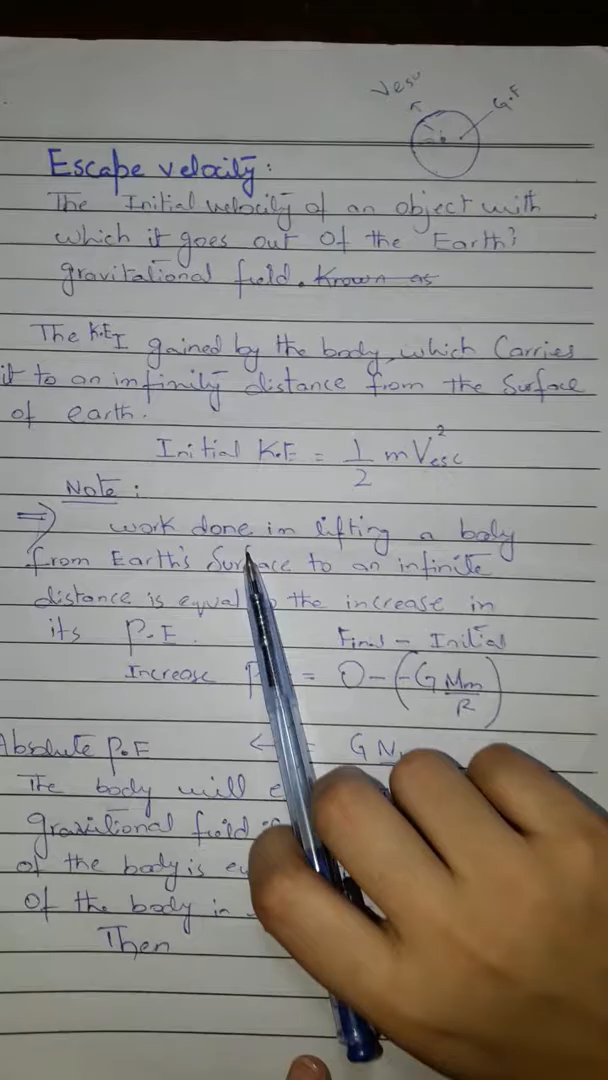 Vesc
G.F
Escape velocity:
The Initial velocity of an object with
which it goes out of the Earth's
gravitational field. Known as
The K.E I gained by the body, which Carries
it to an imfinity distance from the Surface
of earth.
Initial K.E = 1/2 m Vesc²
Note:
⇒ work done in lifting a body
from Earth's Surface to an infinite
distance is equal the increase in
its P.E. Final - Initial
Increase = 0 - (-G Mm/R)
Absolute P.E ← = G
The body will
gravitional field
of the body is
of the body in
Then